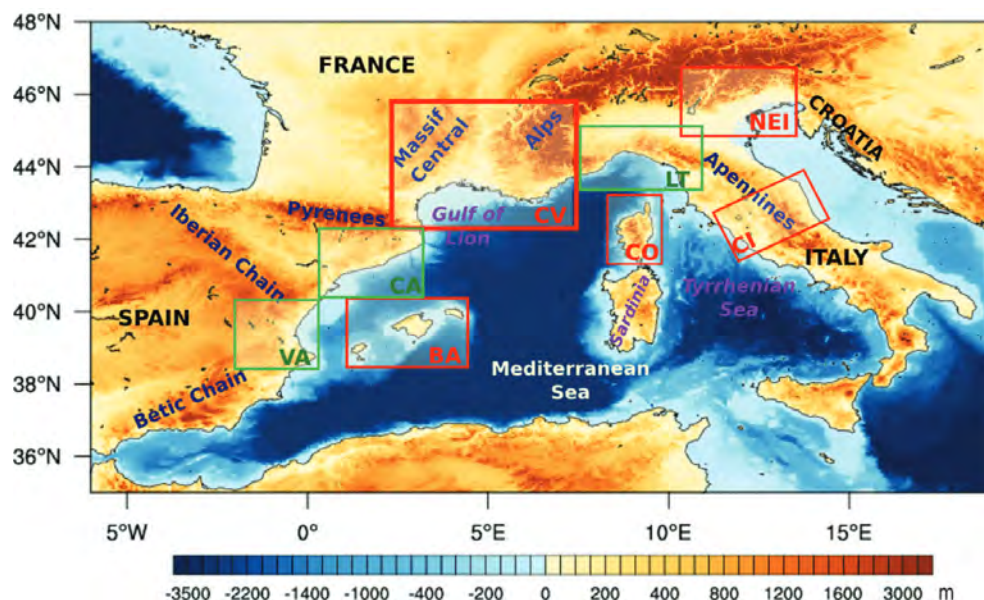 48°N
46°N
44°N
42°N
40°N
38°N
36°N
FRANCE
CROATIA
NEI
Massif
Central
Alps
LT
Apennines
Iberian Chain
Pyrenees
Gulf of
Lion
CV
CO
CI
ITALY
CA
SPAIN
Sardinia
Tyrrhenian
Sea
VA
BA
Mediterranean
Sea
Betic Chain
5°W 0° 5°E 10°E 15°E
-3500 -2200 -1400 -1000 -400 -200 0 200 400 800 1200 1600 3000 m